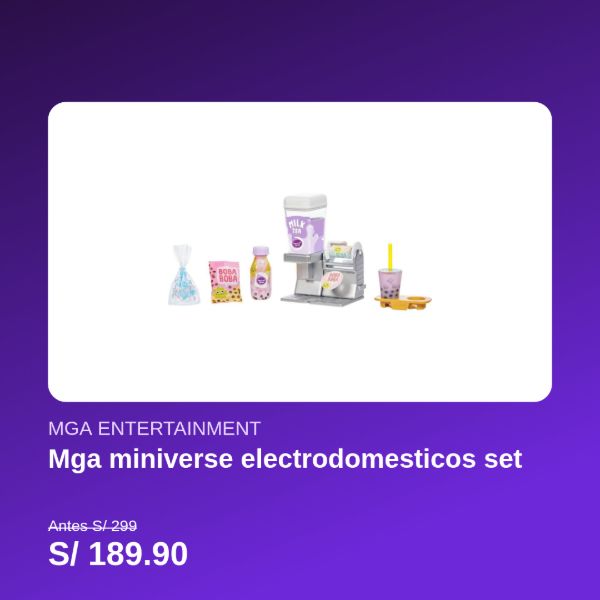 MILK
TEA
BOBA
BOBA
MGA ENTERTAINMENT
Mga miniverse electrodomesticos set
Antes S/ 299
S/ 189.90